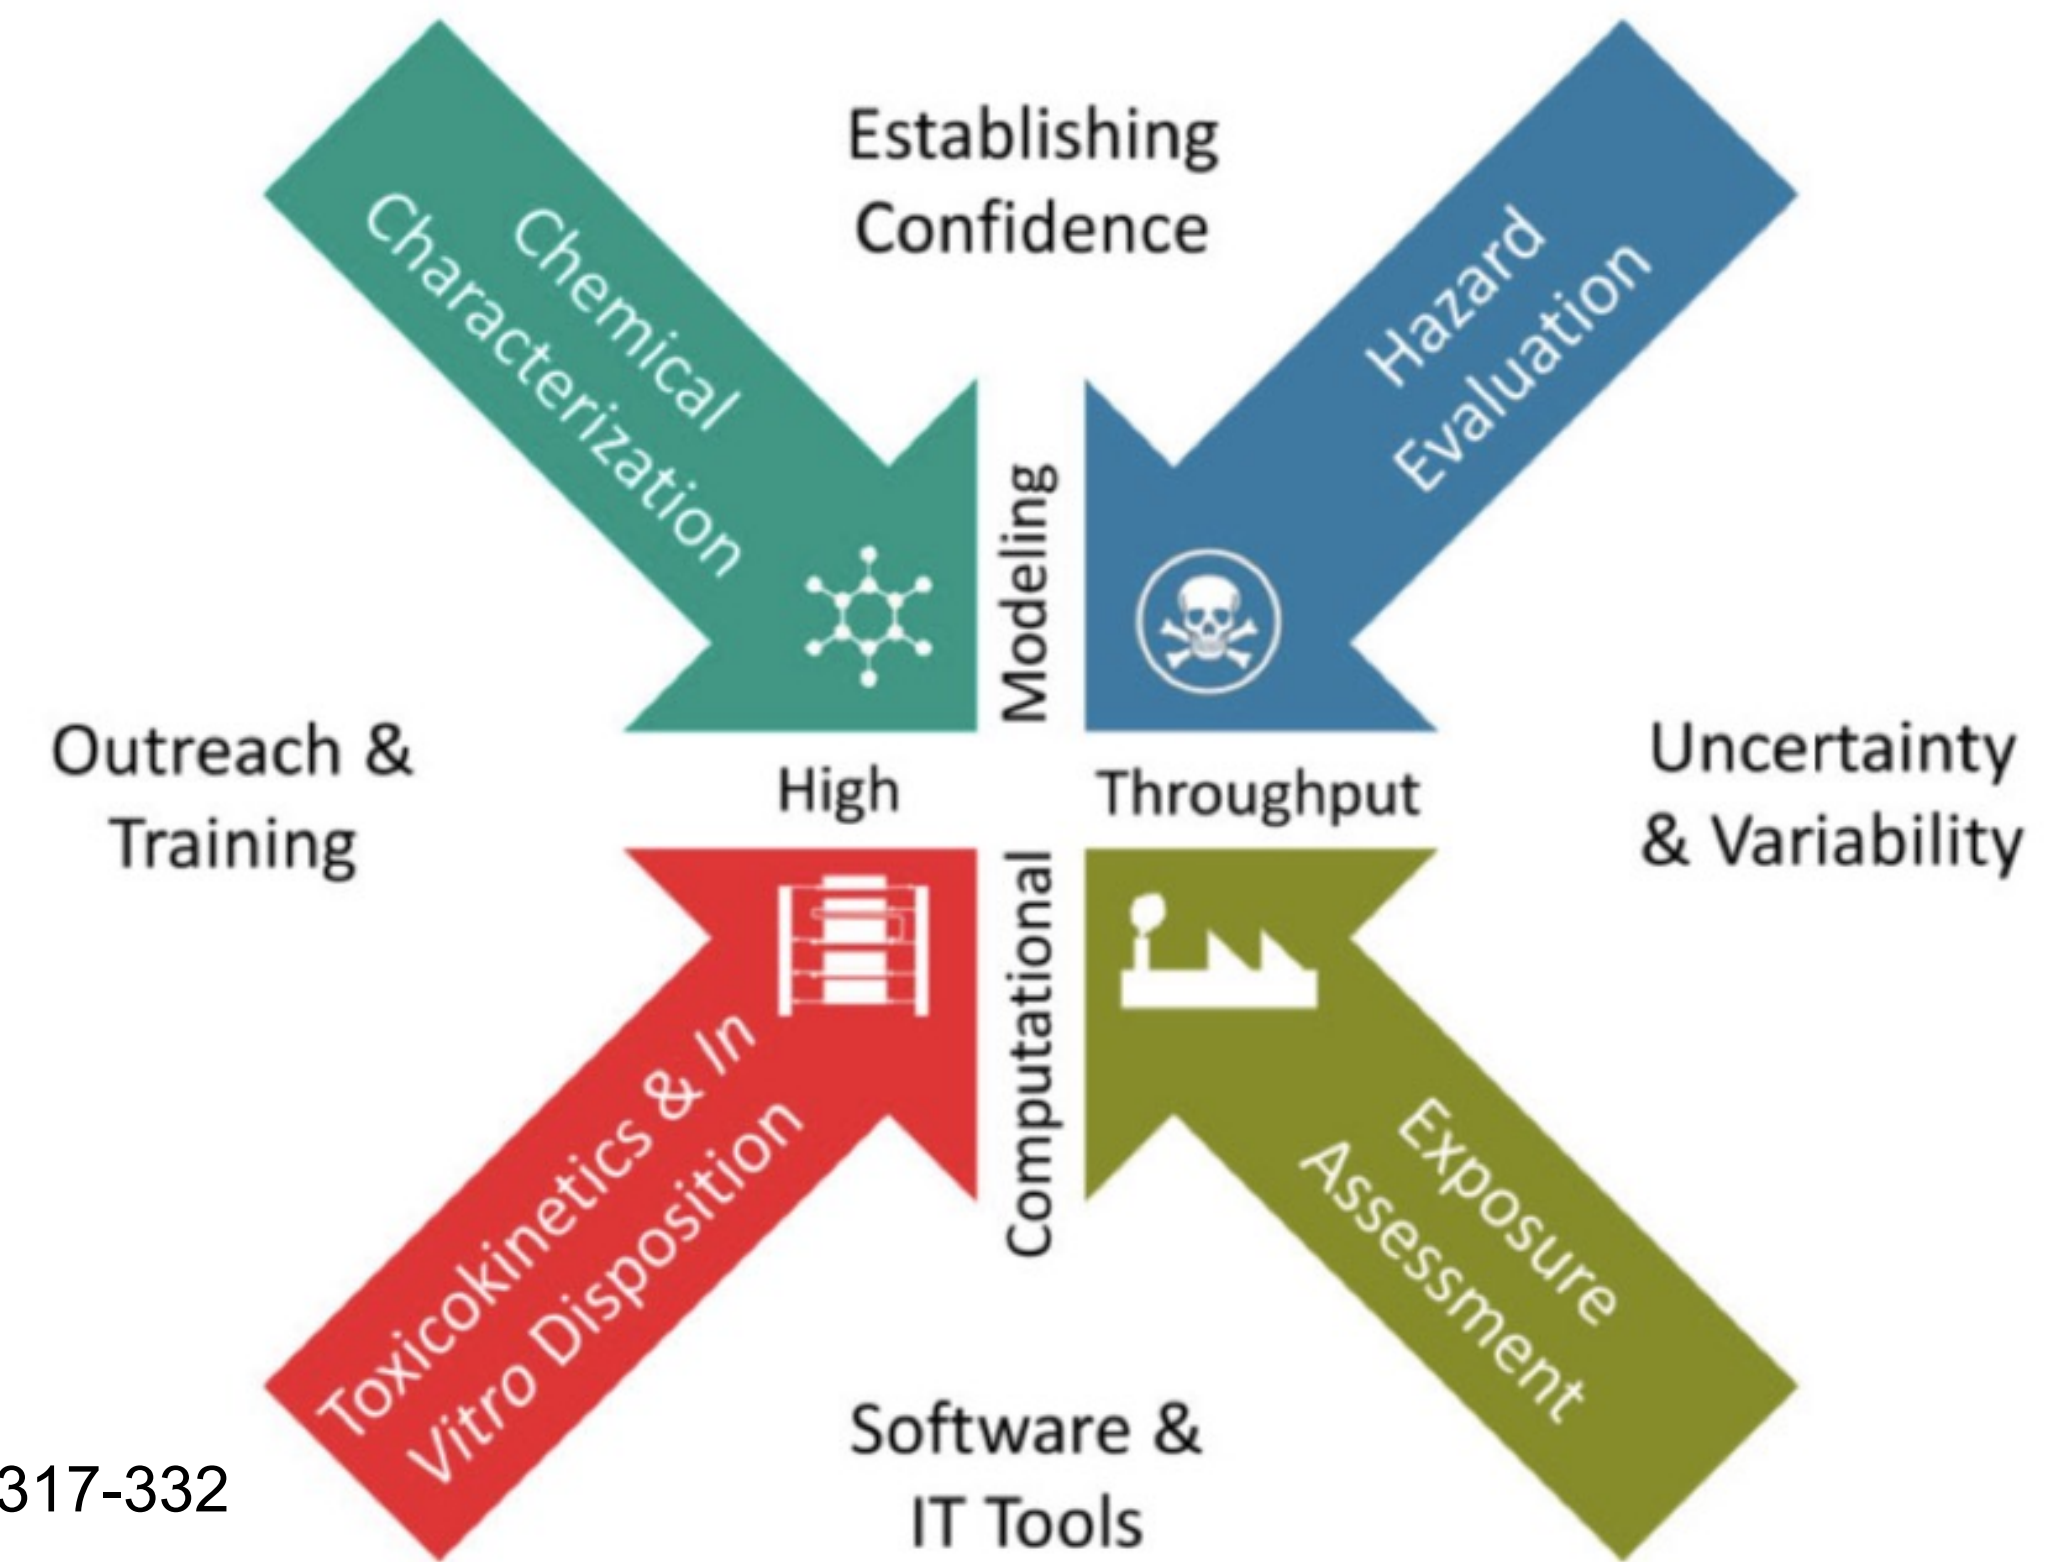 Establishing
Confidence
Chemical
Characterization
Hazard
Evaluation
Modeling
Outreach &
Training
High
Throughput
Uncertainty
& Variability
Computational
Toxicokinetics & In
Vitro Disposition
Exposure
Assessment
Software &
IT Tools
317-332